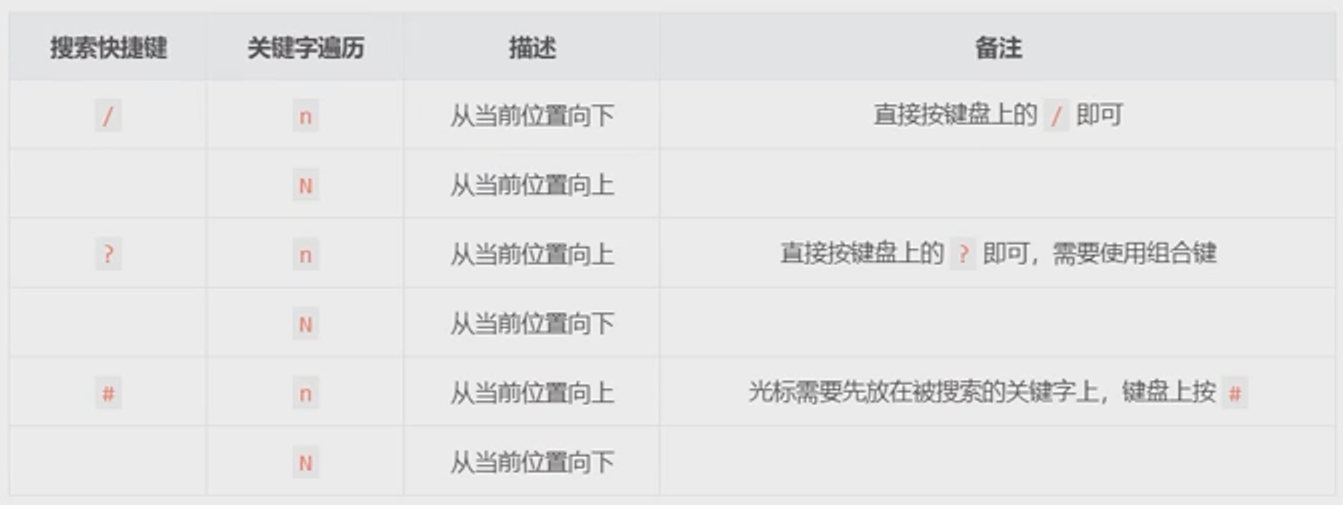 搜索快捷键 关键字遍历 描述 备注
/ n 从当前位置向下 直接按键盘上的 / 即可
N 从当前位置向上
? n 从当前位置向上 直接按键盘上的 ? 即可，需要使用组合键
N 从当前位置向下
# n 从当前位置向上 光标需要先放在被搜索的关键字上，键盘上按 #
N 从当前位置向下